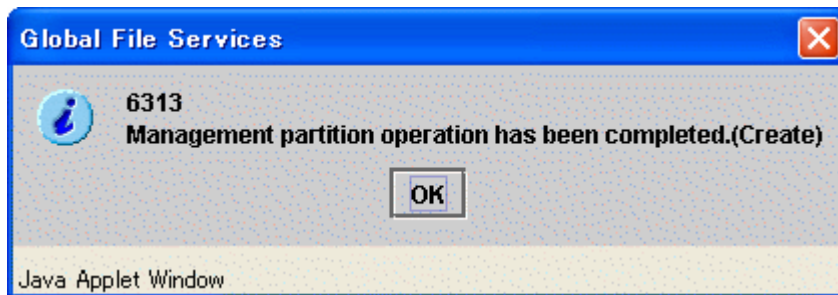 Global File Services
6313
Management partition operation has been completed.(Create)
OK
Java Applet Window